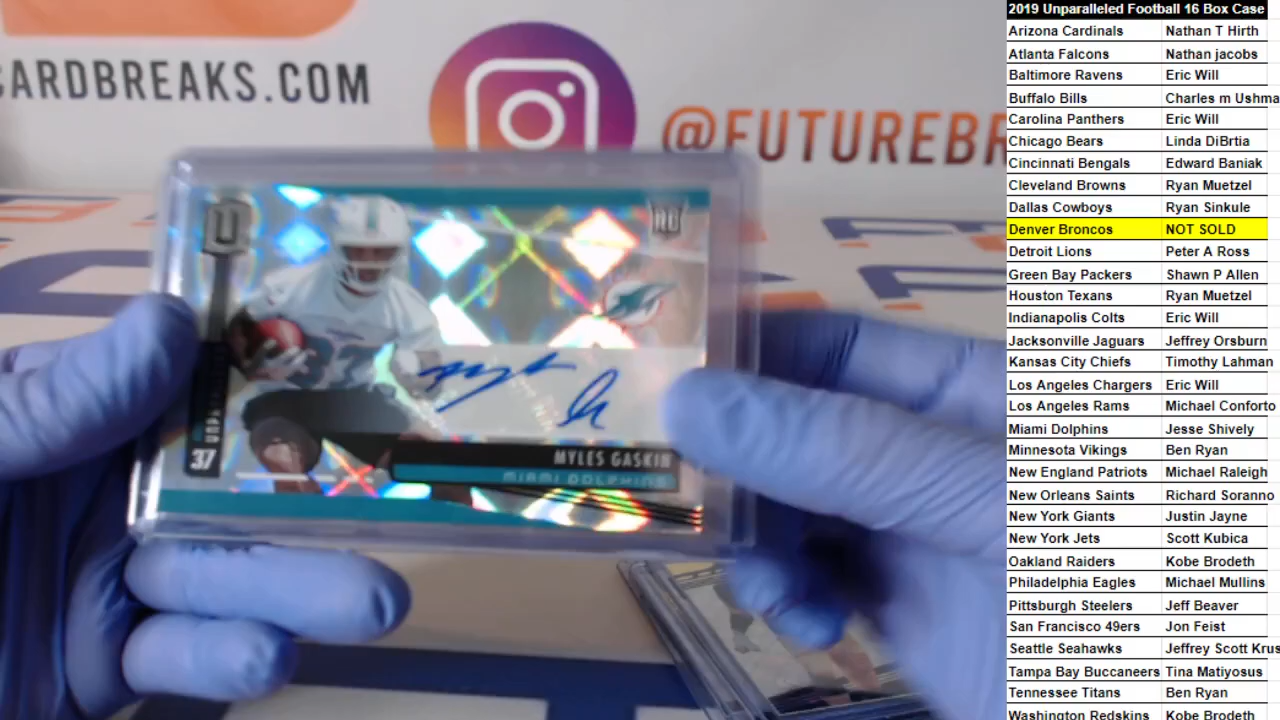 CARDBREAKS.COM
@FUTUREBR
RB
37
37
MYLES GASKIN
MIAMI DOLPHINS
2019 Unparalleled Football 16 Box Case
Arizona Cardinals Nathan T Hirth
Atlanta Falcons Nathan jacobs
Baltimore Ravens Eric Will
Buffalo Bills Charles m Ushma
Carolina Panthers Eric Will
Chicago Bears Linda DiBrtia
Cincinnati Bengals Edward Baniak
Cleveland Browns Ryan Muetzel
Dallas Cowboys Ryan Sinkule
Denver Broncos NOT SOLD
Detroit Lions Peter A Ross
Green Bay Packers Shawn P Allen
Houston Texans Ryan Muetzel
Indianapolis Colts Eric Will
Jacksonville Jaguars Jeffrey Orsburn
Kansas City Chiefs Timothy Lahman
Los Angeles Chargers Eric Will
Los Angeles Rams Michael Conforto
Miami Dolphins Jesse Shively
Minnesota Vikings Ben Ryan
New England Patriots Michael Raleigh
New Orleans Saints Richard Soranno
New York Giants Justin Jayne
New York Jets Scott Kubica
Oakland Raiders Kobe Brodeth
Philadelphia Eagles Michael Mullins
Pittsburgh Steelers Jeff Beaver
San Francisco 49ers Jon Feist
Seattle Seahawks Jeffrey Scott Krus
Tampa Bay Buccaneers Tina Matiyosus
Tennessee Titans Ben Ryan
Washington Redskins Kobe Brodeth